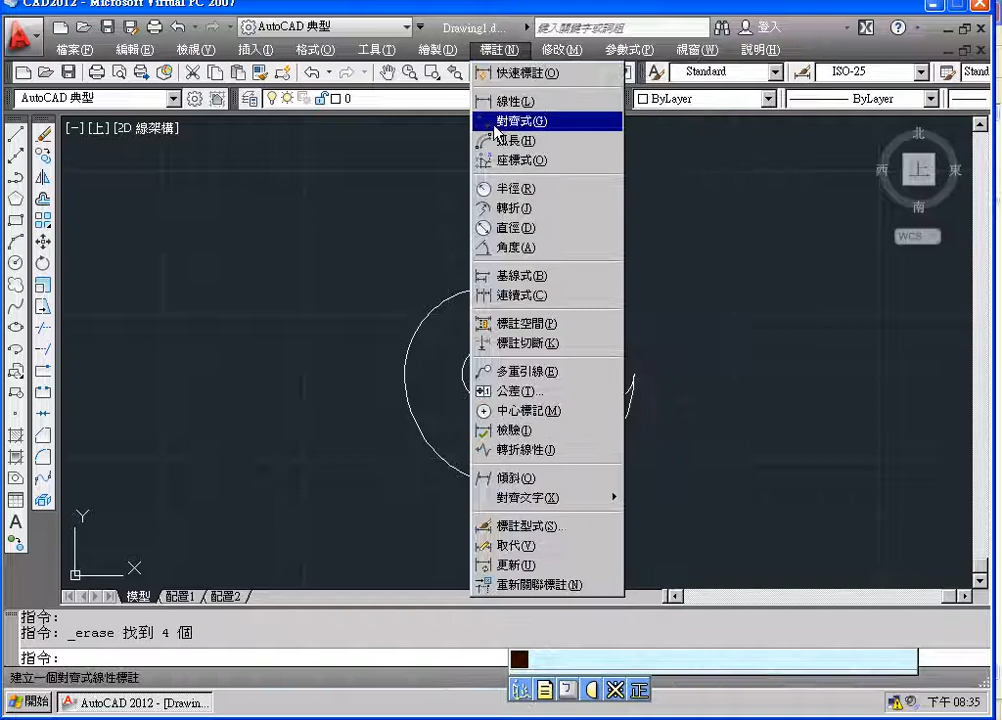 CAD2012 - Microsoft Virtual PC 2007
AutoCAD 典型
Drawing1.d...
鍵入關鍵字或詞組
登入
檔案(F)
編輯(E)
檢視(V)
插入(I)
格式(O)
工具(T)
繪製(D)
標註(N)
修改(M)
參數式(P)
視窗(W)
說明(H)
Standard
ISO-25
Stand
AutoCAD 典型
0
ByLayer
ByLayer
[−] [上] [2D 線架構]
快速標註(Q)
線性(L)
對齊式(G)
弧長(H)
座標式(O)
半徑(R)
轉折(J)
直徑(D)
角度(A)
基線式(B)
連續式(C)
標註空間(P)
標註切斷(K)
多重引線(E)
公差(T)...
中心標記(M)
檢驗(I)
轉折線性(J)
傾斜(Q)
對齊文字(X)
標註型式(S)...
取代(V)
更新(U)
重新關聯標註(N)
北
西
上
東
南
WCS
Y
X
模型
配置1
配置2
指令:
指令: _erase 找到 4 個
指令:
建立一個對齊式線性標註
正
開始
AutoCAD 2012 - [Drawin...
下午 08:35